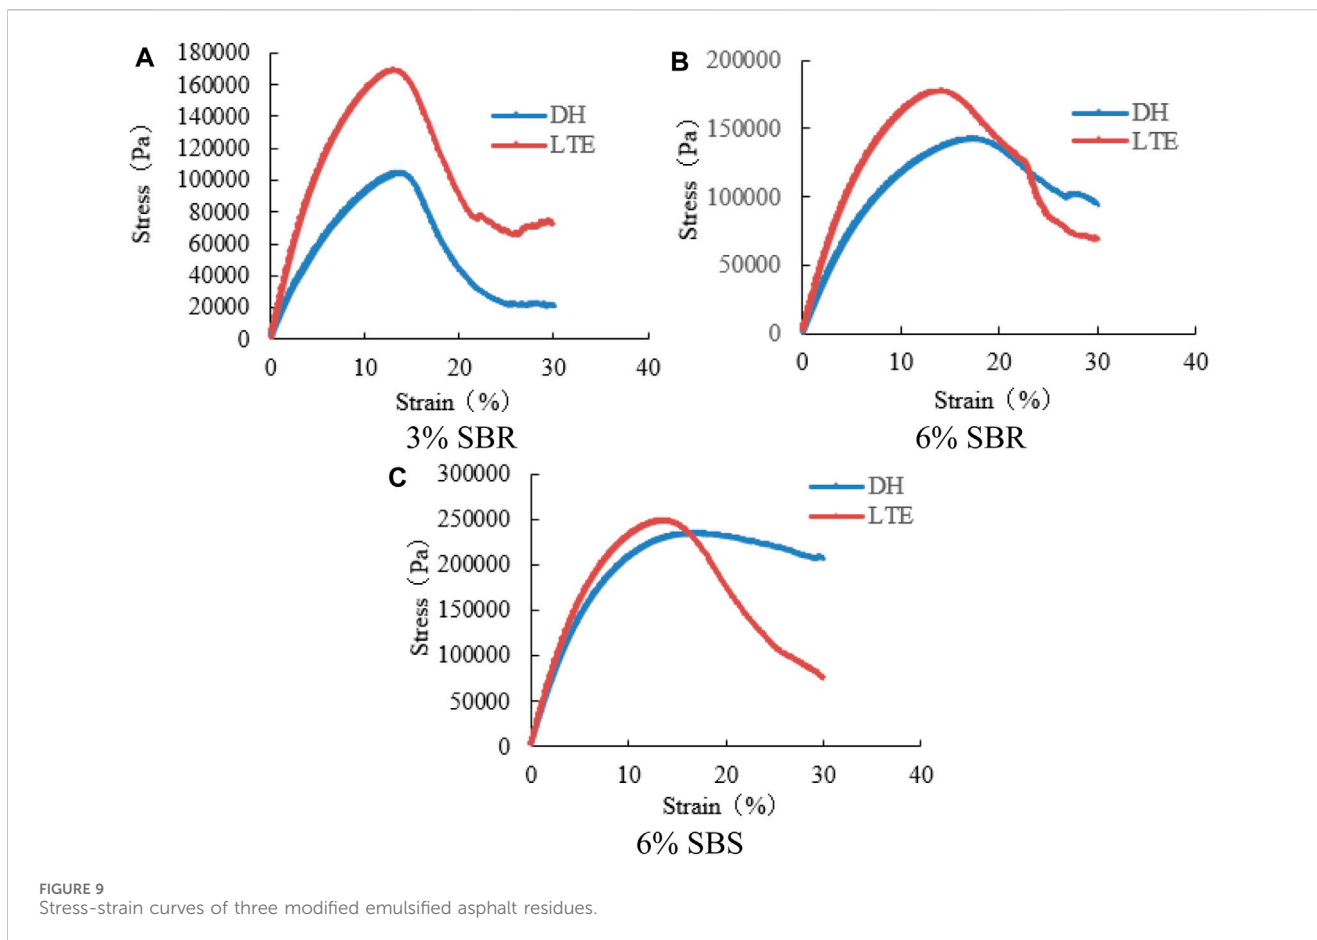 A
180000
160000
140000
120000
100000
80000
60000
40000
20000
0
0 10 20 30 40
Stress（Pa）
Strain（%）
DH
LTE
3% SBR
B
200000
150000
100000
50000
0
0 10 20 30 40
Stress（Pa）
Strain（%）
DH
LTE
6% SBR
C
300000
250000
200000
150000
100000
50000
0
0 10 20 30 40
Stress（Pa）
Strain（%）
DH
LTE
6% SBS
FIGURE 9
Stress-strain curves of three modified emulsified asphalt residues.